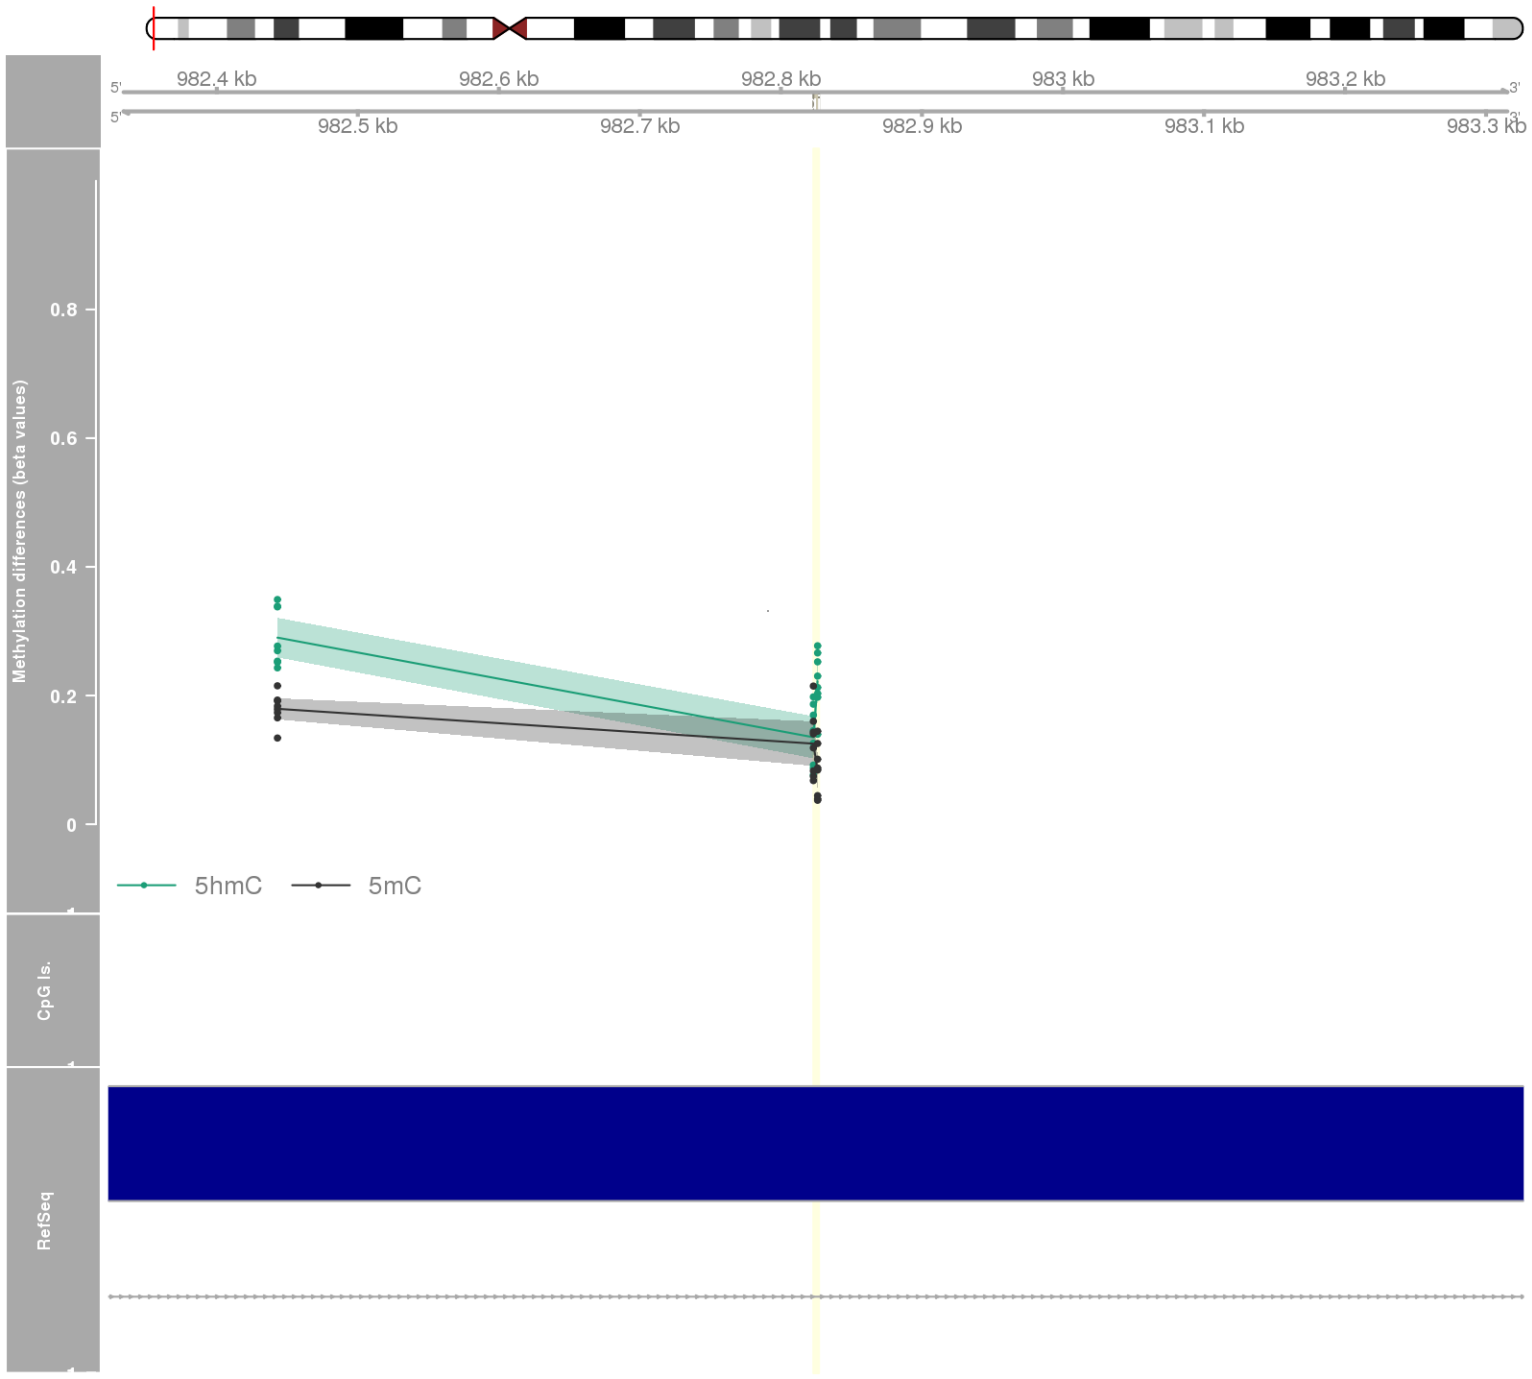 982.4 kb 982.6 kb 982.8 kb 983 kb 983.2 kb
5' 3'
5' 3'
982.5 kb 982.7 kb 982.9 kb 983.1 kb 983.3 kb
Methylation differences (beta values)
0.8
0.6
0.4
0.2
0
5hmC 5mC
CpG Is.
RefSeq